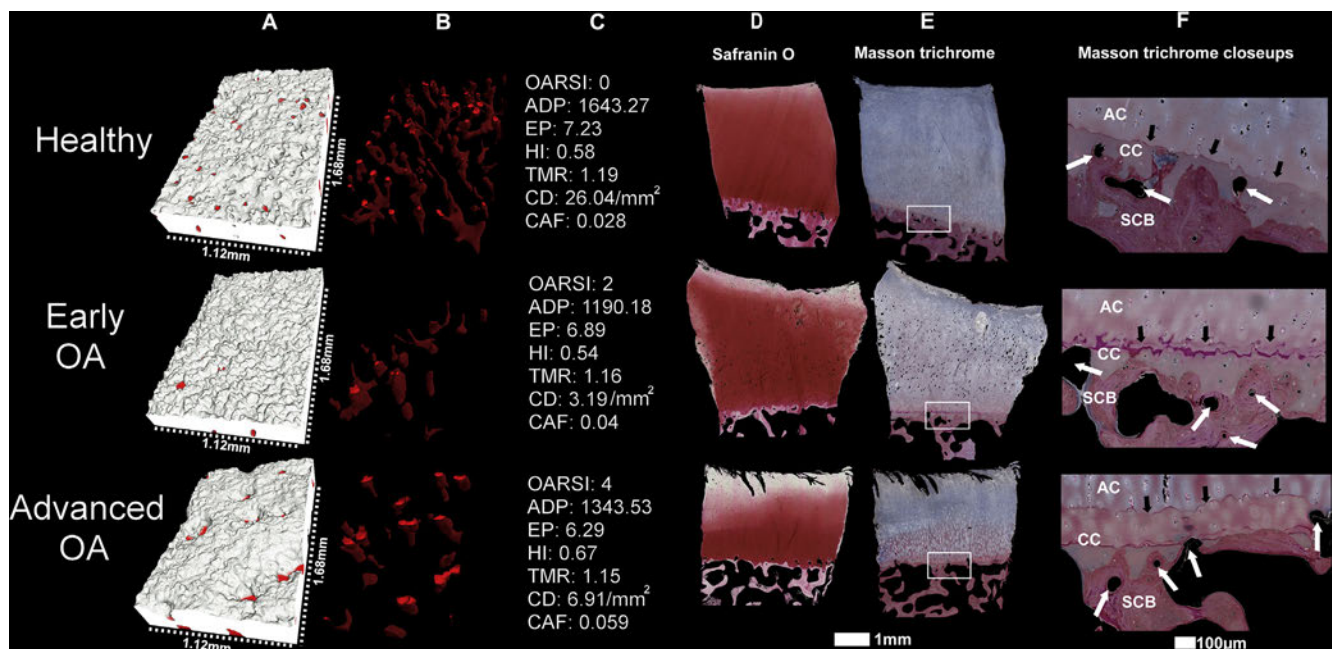 A B C D E F
Safranin O Masson trichrome Masson trichrome closeups
Healthy
1.68mm
1.12mm
OARSI: 0
ADP: 1643.27
EP: 7.23
HI: 0.58
TMR: 1.19
CD: 26.04/mm²
CAF: 0.028
AC
CC
SCB
Early
OA
1.68mm
1.12mm
OARSI: 2
ADP: 1190.18
EP: 6.89
HI: 0.54
TMR: 1.16
CD: 3.19/mm²
CAF: 0.04
AC
CC
SCB
Advanced
OA
1.68mm
1.12mm
OARSI: 4
ADP: 1343.53
EP: 6.29
HI: 0.67
TMR: 1.15
CD: 6.91/mm²
CAF: 0.059
AC
CC
SCB
1mm
100μm